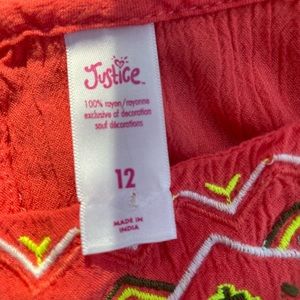 Justice
100% rayon/rayonne
exclusive of decoration
sauf décorations
12
MADE IN
INDIA